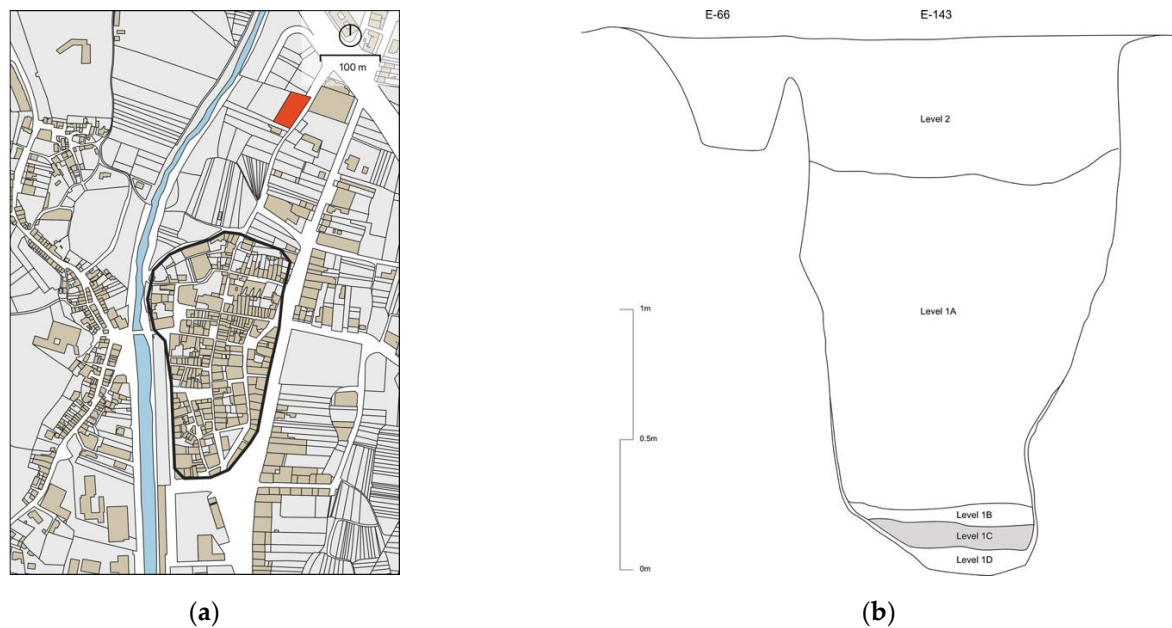 100 m
(a)
E-66
E-143
Level 2
Level 1A
1m
0.5m
Level 1B
Level 1C
Level 1D
0m
(b)